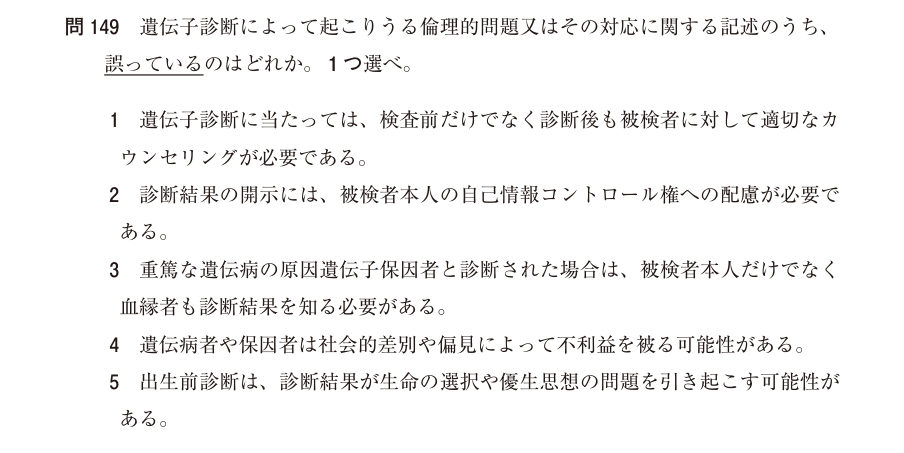 問 149　遺伝子診断によって起こりうる倫理的問題又はその対応に関する記述のうち、
誤っているのはどれか。1つ選べ。
1　遺伝子診断に当たっては、検査前だけでなく診断後も被検者に対して適切なカ
ウンセリングが必要である。
2　診断結果の開示には、被検者本人の自己情報コントロール権への配慮が必要で
ある。
3　重篤な遺伝病の原因遺伝子保因者と診断された場合は、被検者本人だけでなく
血縁者も診断結果を知る必要がある。
4　遺伝病者や保因者は社会的差別や偏見によって不利益を被る可能性がある。
5　出生前診断は、診断結果が生命の選択や優生思想の問題を引き起こす可能性が
ある。